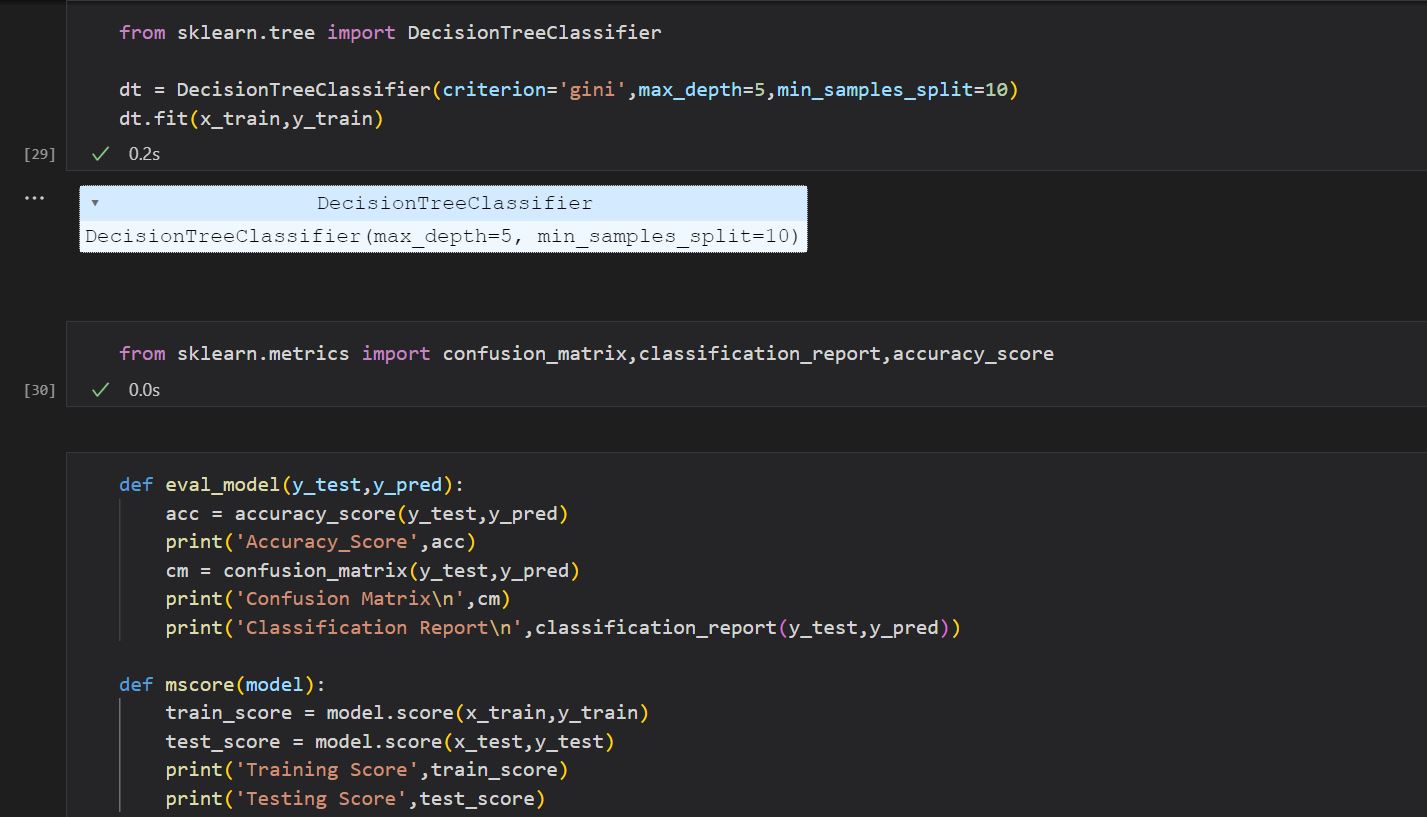 from sklearn.tree import DecisionTreeClassifier
dt = DecisionTreeClassifier(criterion='gini',max_depth=5,min_samples_split=10)
dt.fit(x_train,y_train)
[29] ✓ 0.2s
... ▾ DecisionTreeClassifier
DecisionTreeClassifier(max_depth=5, min_samples_split=10)
from sklearn.metrics import confusion_matrix,classification_report,accuracy_score
[30] ✓ 0.0s
def eval_model(y_test,y_pred):
    acc = accuracy_score(y_test,y_pred)
    print('Accuracy_Score',acc)
    cm = confusion_matrix(y_test,y_pred)
    print('Confusion Matrix\n',cm)
    print('Classification Report\n',classification_report(y_test,y_pred))
def mscore(model):
    train_score = model.score(x_train,y_train)
    test_score = model.score(x_test,y_test)
    print('Training Score',train_score)
    print('Testing Score',test_score)